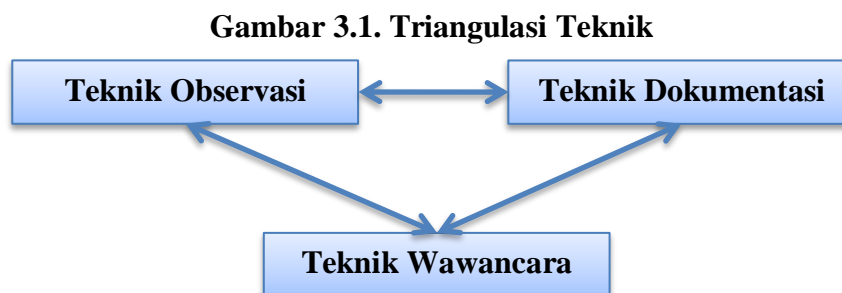 Gambar 3.1. Triangulasi Teknik
Teknik Observasi
Teknik Dokumentasi
Teknik Wawancara